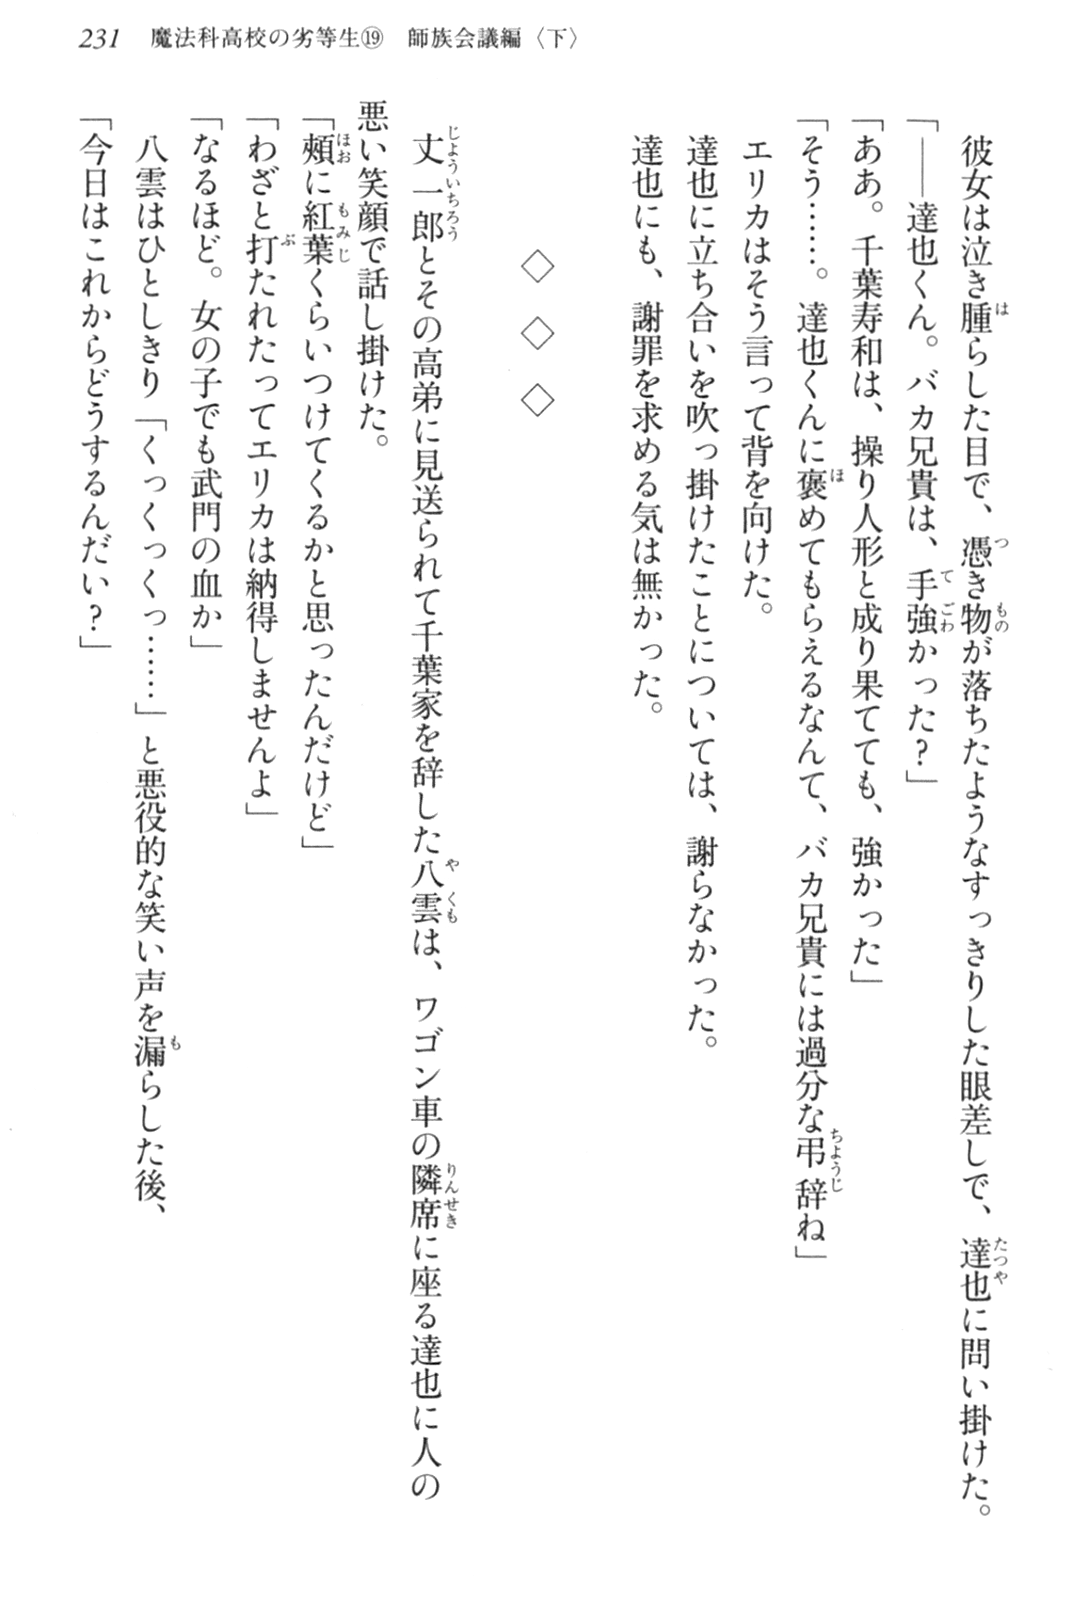 231　魔法科高校の劣等生⑲　師族会議編〈下〉
彼女は泣き腫らした目で、憑き物が落ちたようなすっきりした眼差しで、達也に問い掛けた。
「――達也くん。バカ兄貴は、手強かった？」
「ああ。千葉寿和は、操り人形と成り果てても、強かった」
「そう……。達也くんに褒めてもらえるなんて、バカ兄貴には過分な弔辞ね」
エリカはそう言って背を向けた。
達也に立ち合いを吹っ掛けたことについては、謝らなかった。
達也にも、謝罪を求める気は無かった。
◇　◇　◇
丈一郎とその高弟に見送られて千葉家を辞した八雲は、ワゴン車の隣席に座る達也に人の
悪い笑顔で話し掛けた。
「頰に紅葉くらいつけてくるかと思ったんだけど」
「わざと打たれたってエリカは納得しませんよ」
「なるほど。女の子でも武門の血か」
八雲はひとしきり「くっくっくっ……」と悪役的な笑い声を漏らした後、
「今日はこれからどうするんだい？」